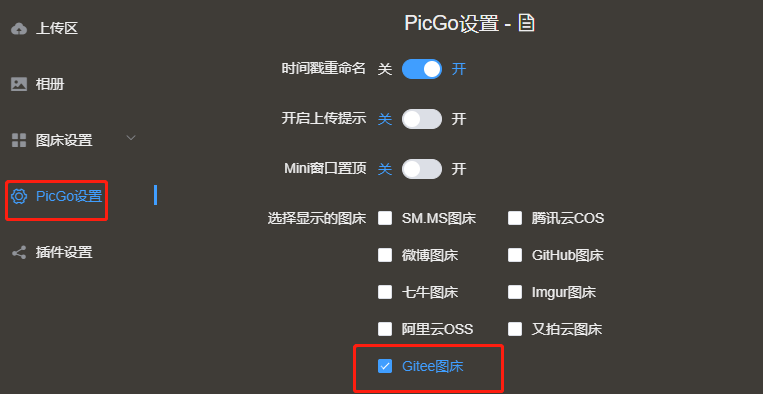 上传区
相册
图床设置
PicGo设置
插件设置
PicGo设置 -
时间戳重命名 关 开
开启上传提示 关 开
Mini窗口置顶 关 开
选择显示的图床 SM.MS图床 腾讯云COS
微博图床 GitHub图床
七牛图床 Imgur图床
阿里云OSS 又拍云图床
Gitee图床